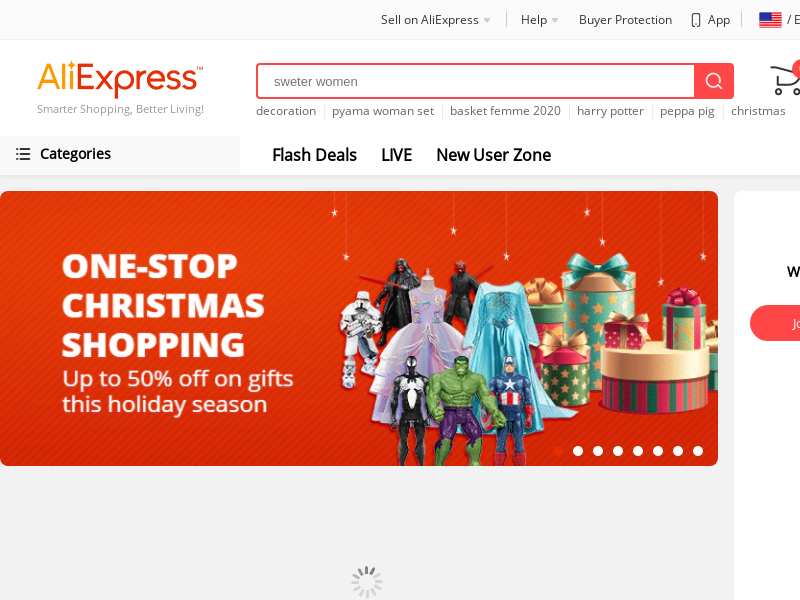 Sell on AliExpress
Help
Buyer Protection
App
/ E
AliExpress™
Smarter Shopping, Better Living!
sweter women
decoration
pyama woman set
basket femme 2020
harry potter
peppa pig
christmas
Categories
Flash Deals
LIVE
New User Zone
ONE-STOP
CHRISTMAS
SHOPPING
Up to 50% off on gifts
this holiday season
W
Jo